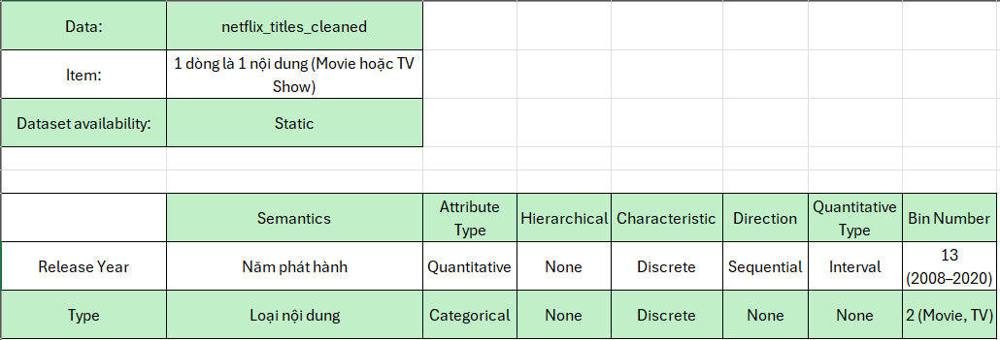 Data: netflix_titles_cleaned
Item: 1 dòng là 1 nội dung (Movie hoặc TV
Show)
Dataset availability: Static
Semantics Attribute
Type Hierarchical Characteristic Direction Quantitative
Type Bin Number
Release Year Năm phát hành Quantitative None Discrete Sequential Interval 13
(2008–2020)
Type Loại nội dung Categorical None Discrete None None 2 (Movie, TV)